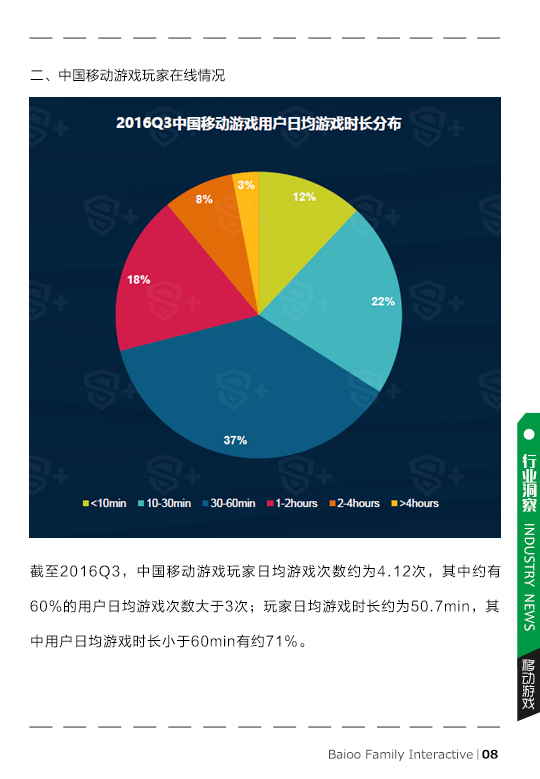 二、中国移动游戏玩家在线情况
2016Q3中国移动游戏用户日均游戏时长分布
3%
12%
8%
22%
18%
37%
<10min 10-30min 30-60min 1-2hours 2-4hours >4hours
截至2016Q3，中国移动游戏玩家日均游戏次数约为4.12次，其中约有
60%的用户日均游戏次数大于3次；玩家日均游戏时长约为50.7min，其
中用户日均游戏时长小于60min有约71%。
行业洞察 INDUSTRY NEWS
移动游戏
Baioo Family Interactive | 08